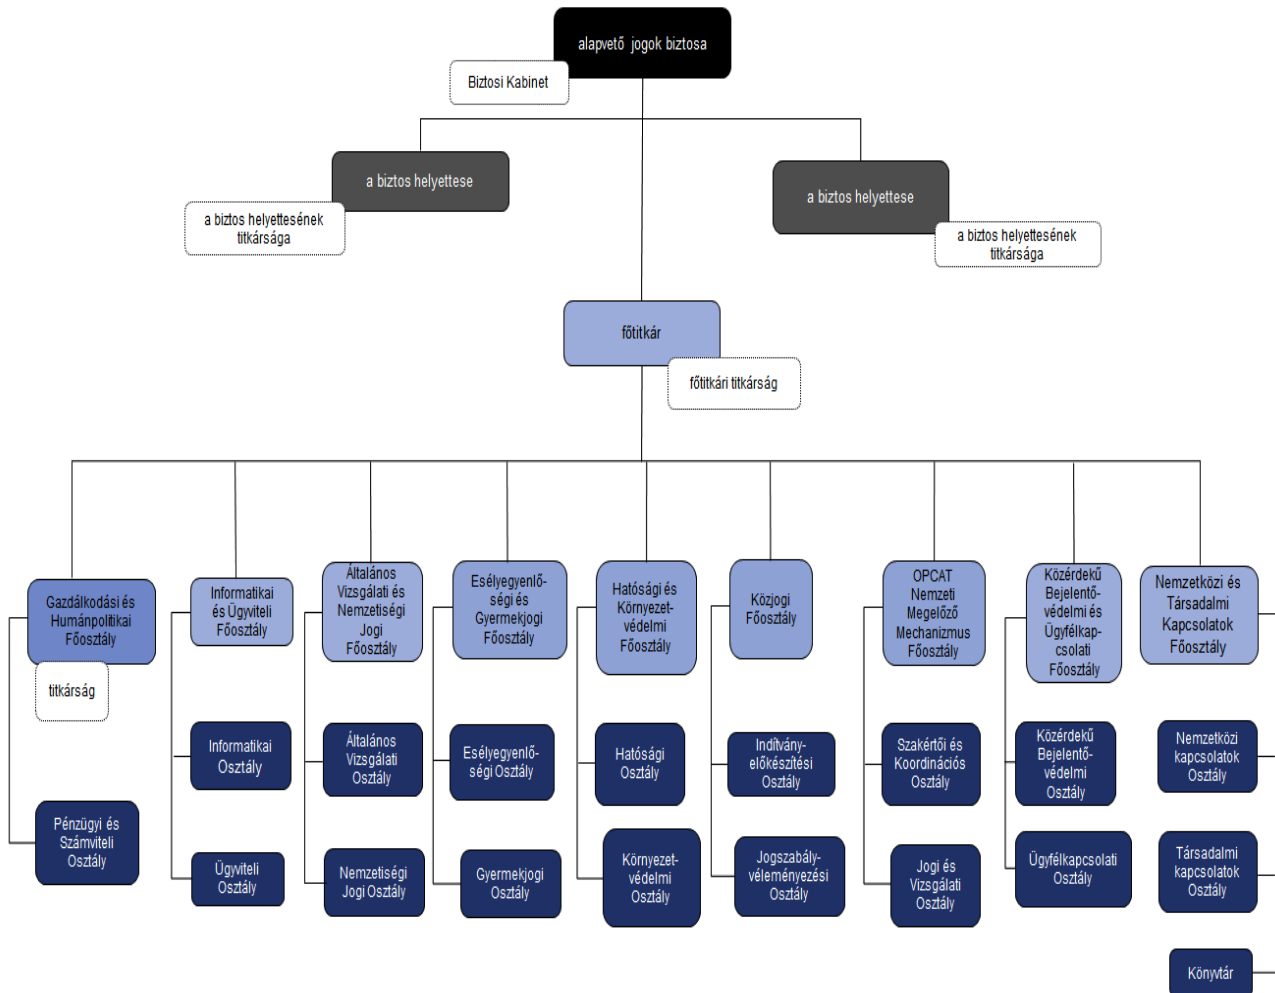 alapvető jogok biztosa
Biztosi Kabinet
a biztos helyettese
a biztos helyettesének
titkársága
a biztos helyettese
a biztos helyettesének
titkársága
főtitkár
főtitkári titkárság
Gazdálkodási és
Humánpolitikai
Főosztály
titkárság
Pénzügyi és
Számviteli
Osztály
Informatikai
és Ügyviteli
Főosztály
Informatikai
Osztály
Ügyviteli
Osztály
Általános
Vizsgálati és
Nemzetiségi
Jogi
Főosztály
Általános
Vizsgálati
Osztály
Nemzetiségi
Jogi Osztály
Esélyegyenlő-
ségi és
Gyermekjogi
Főosztály
Esélyegyenlő-
ségi Osztály
Gyermekjogi
Osztály
Hatósági és
Környezet-
védelmi
Főosztály
Hatósági
Osztály
Környezet-
védelmi
Osztály
Közjogi
Főosztály
Indítvány-
előkészítési
Osztály
Jogszabály-
véleményezési
Osztály
OPCAT
Nemzeti
Megelőző
Mechanizmus
Főosztály
Szakértői és
Koordinációs
Osztály
Jogi és
Vizsgálati
Osztály
Közérdekű
Bejelentő-
védelmi és
Ügyfélkap-
csolati
Főosztály
Közérdekű
Bejelentő-
védelmi
Osztály
Ügyfélkapcsolati
Osztály
Nemzetközi és
Társadalmi
Kapcsolatok
Főosztály
Nemzetközi
kapcsolatok
Osztály
Társadalmi
kapcsolatok
Osztály
Könyvtár